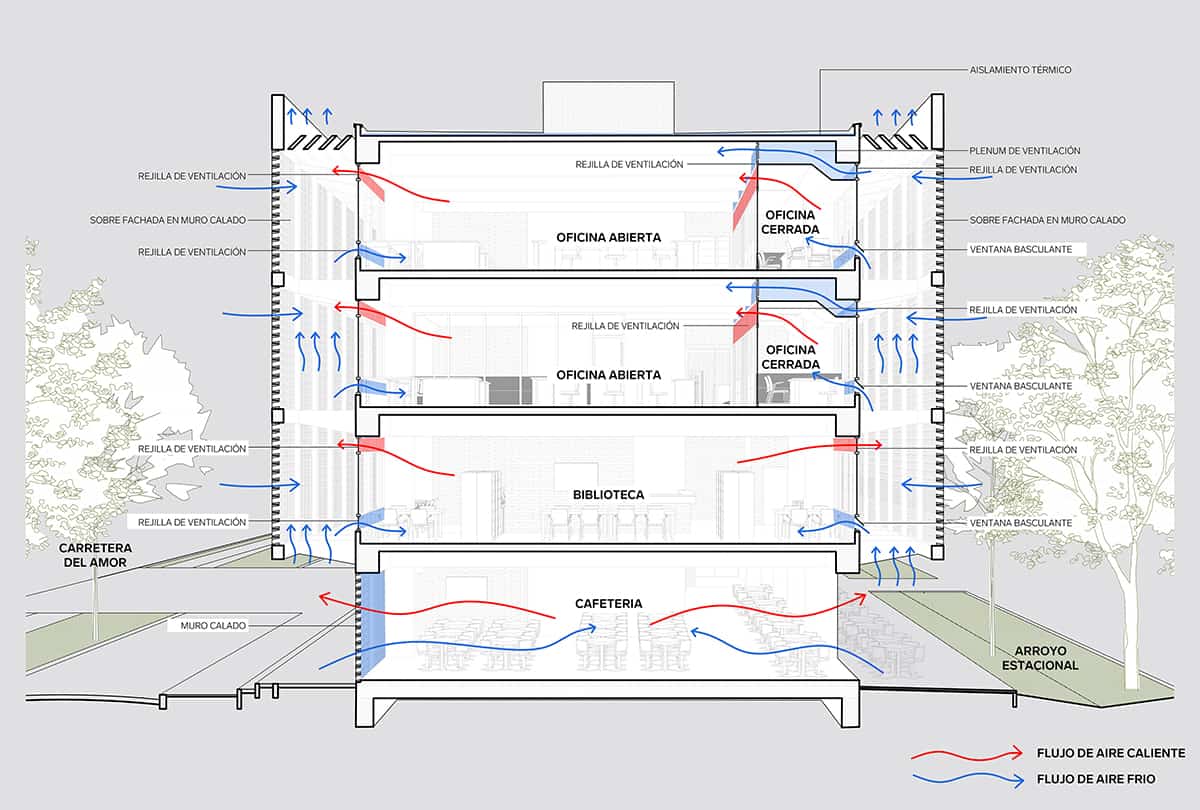 AISLAMIENTO TÉRMICO
PLENUM DE VENTILACIÓN
REJILLA DE VENTILACIÓN
REJILLA DE VENTILACIÓN
REJILLA DE VENTILACIÓN
SOBRE FACHADA EN MURO CALADO
OFICINA
CERRADA
SOBRE FACHADA EN MURO CALADO
OFICINA ABIERTA
REJILLA DE VENTILACIÓN
VENTANA BASCULANTE
REJILLA DE VENTILACIÓN
REJILLA DE VENTILACIÓN
OFICINA
CERRADA
OFICINA ABIERTA
VENTANA BASCULANTE
REJILLA DE VENTILACIÓN
REJILLA DE VENTILACIÓN
BIBLIOTECA
REJILLA DE VENTILACIÓN
VENTANA BASCULANTE
CARRETERA
DEL AMOR
CAFETERIA
MURO CALADO
ARROYO
ESTACIONAL
FLUJO DE AIRE CALIENTE
FLUJO DE AIRE FRIO